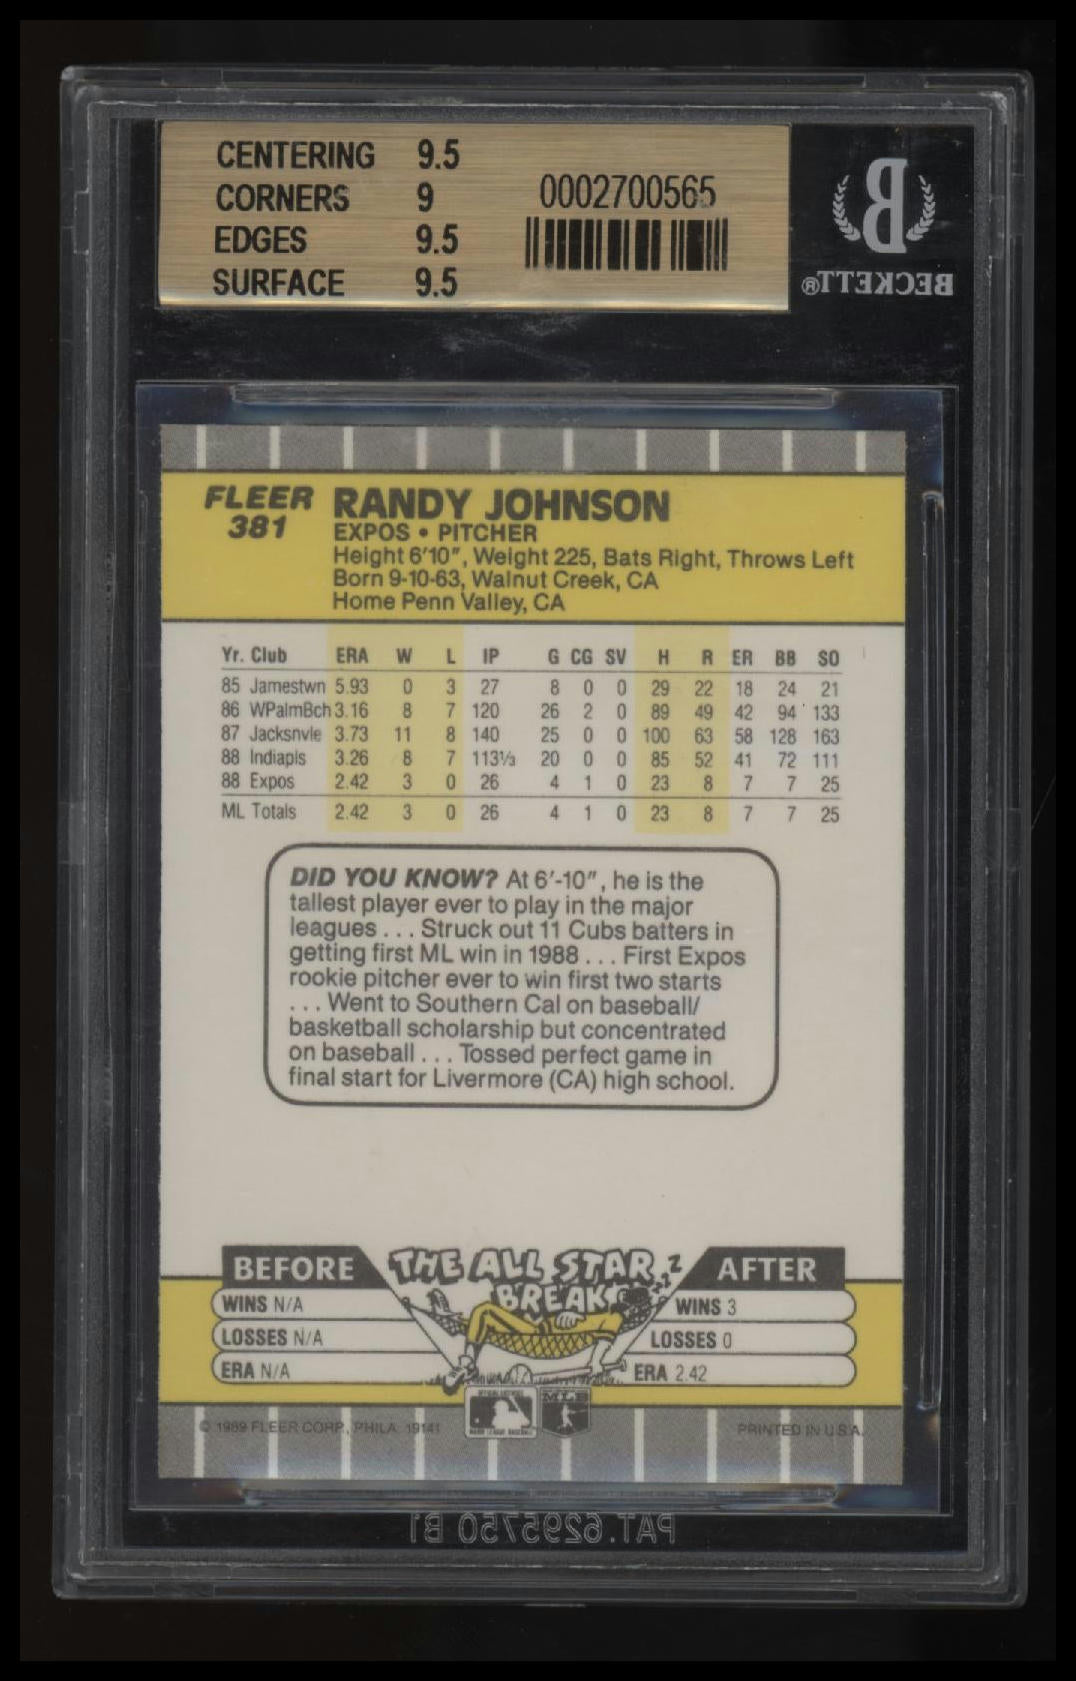 CENTERING 9.5
CORNERS 9
EDGES 9.5
SURFACE 9.5
0002700565
BECKETT®
FLEER
381
RANDY JOHNSON
EXPOS • PITCHER
Height 6'10", Weight 225, Bats Right, Throws Left
Born 9-10-63, Walnut Creek, CA
Home Penn Valley, CA
Yr. Club ERA W L IP G CG SV H R ER BB SO
85 Jamestwn 5.93 0 3 27 8 0 0 29 22 18 24 21
86 WPalmBch 3.16 8 7 120 26 2 0 89 49 42 94 133
87 Jacksnvle 3.73 11 8 140 25 0 0 100 63 58 128 163
88 Indiapls 3.26 8 7 113⅓ 20 0 0 85 52 41 72 111
88 Expos 2.42 3 0 26 4 1 0 23 8 7 7 25
ML Totals 2.42 3 0 26 4 1 0 23 8 7 7 25
DID YOU KNOW? At 6'-10", he is the
tallest player ever to play in the major
leagues . . . Struck out 11 Cubs batters in
getting first ML win in 1988 . . . First Expos
rookie pitcher ever to win first two starts
. . . Went to Southern Cal on baseball/
basketball scholarship but concentrated
on baseball . . . Tossed perfect game in
final start for Livermore (CA) high school.
THE ALL STAR
BREAK
zzZZ
BEFORE
WINS N/A
LOSSES N/A
ERA N/A
AFTER
WINS 3
LOSSES 0
ERA 2.42
MLB
© 1989 FLEER CORP., PHILA. 19141
PRINTED IN U.S.A.
PAT.6295750 B1